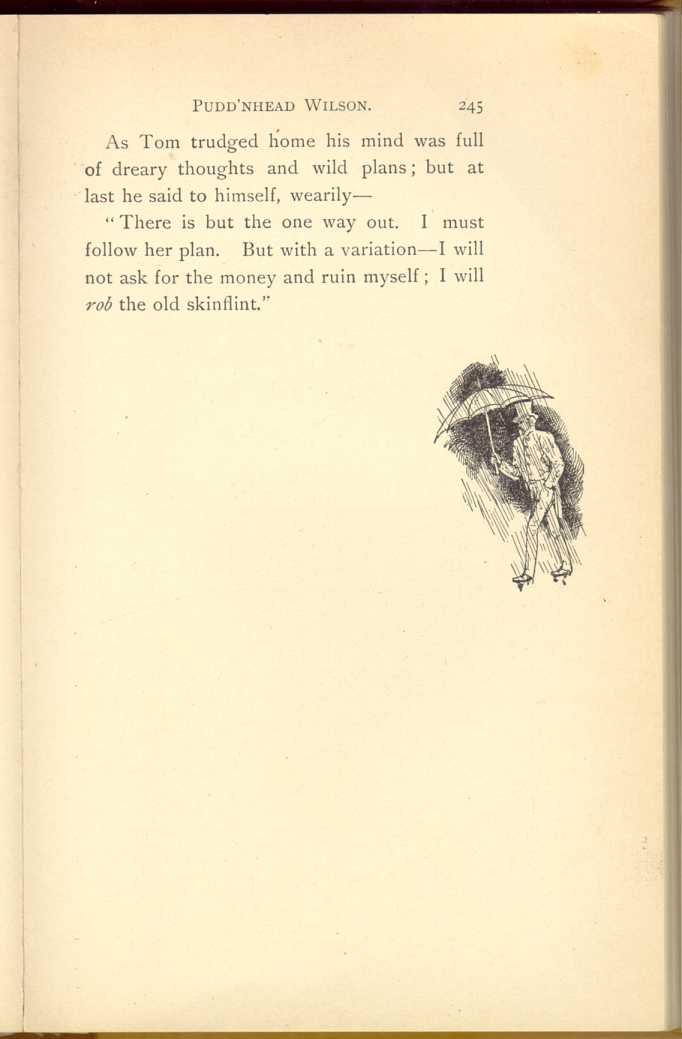 PUDD'NHEAD WILSON. 245
As Tom trudged home his mind was full
of dreary thoughts and wild plans; but at
last he said to himself, wearily—
“There is but the one way out. I must
follow her plan. But with a variation—I will
not ask for the money and ruin myself; I will
rob the old skinflint.”